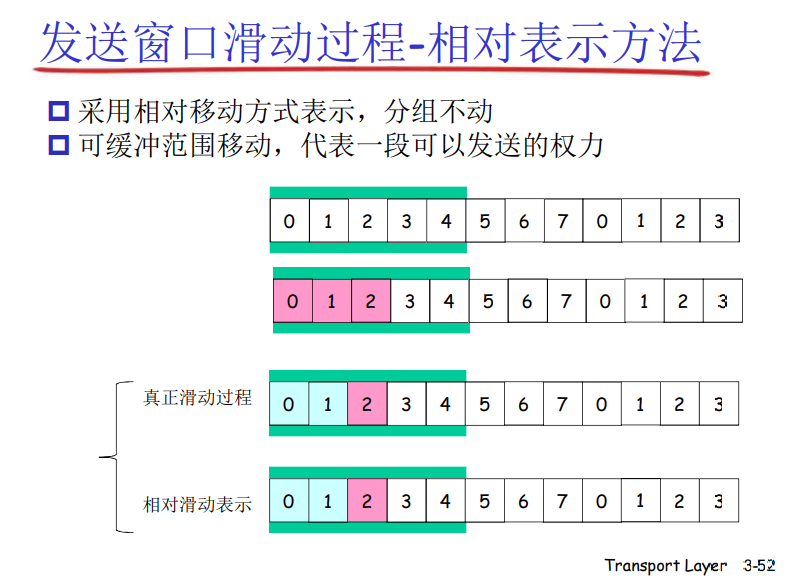 发送窗口滑动过程-相对表示方法
采用相对移动方式表示，分组不动
可缓冲范围移动，代表一段可以发送的权力
0 1 2 3 4 5 6 7 0 1 2 3
0 1 2 3 4 5 6 7 0 1 2 3
真正滑动过程 0 1 2 3 4 5 6 7 0 1 2 3
相对滑动表示 0 1 2 3 4 5 6 7 0 1 2 3
Transport Layer 3-52